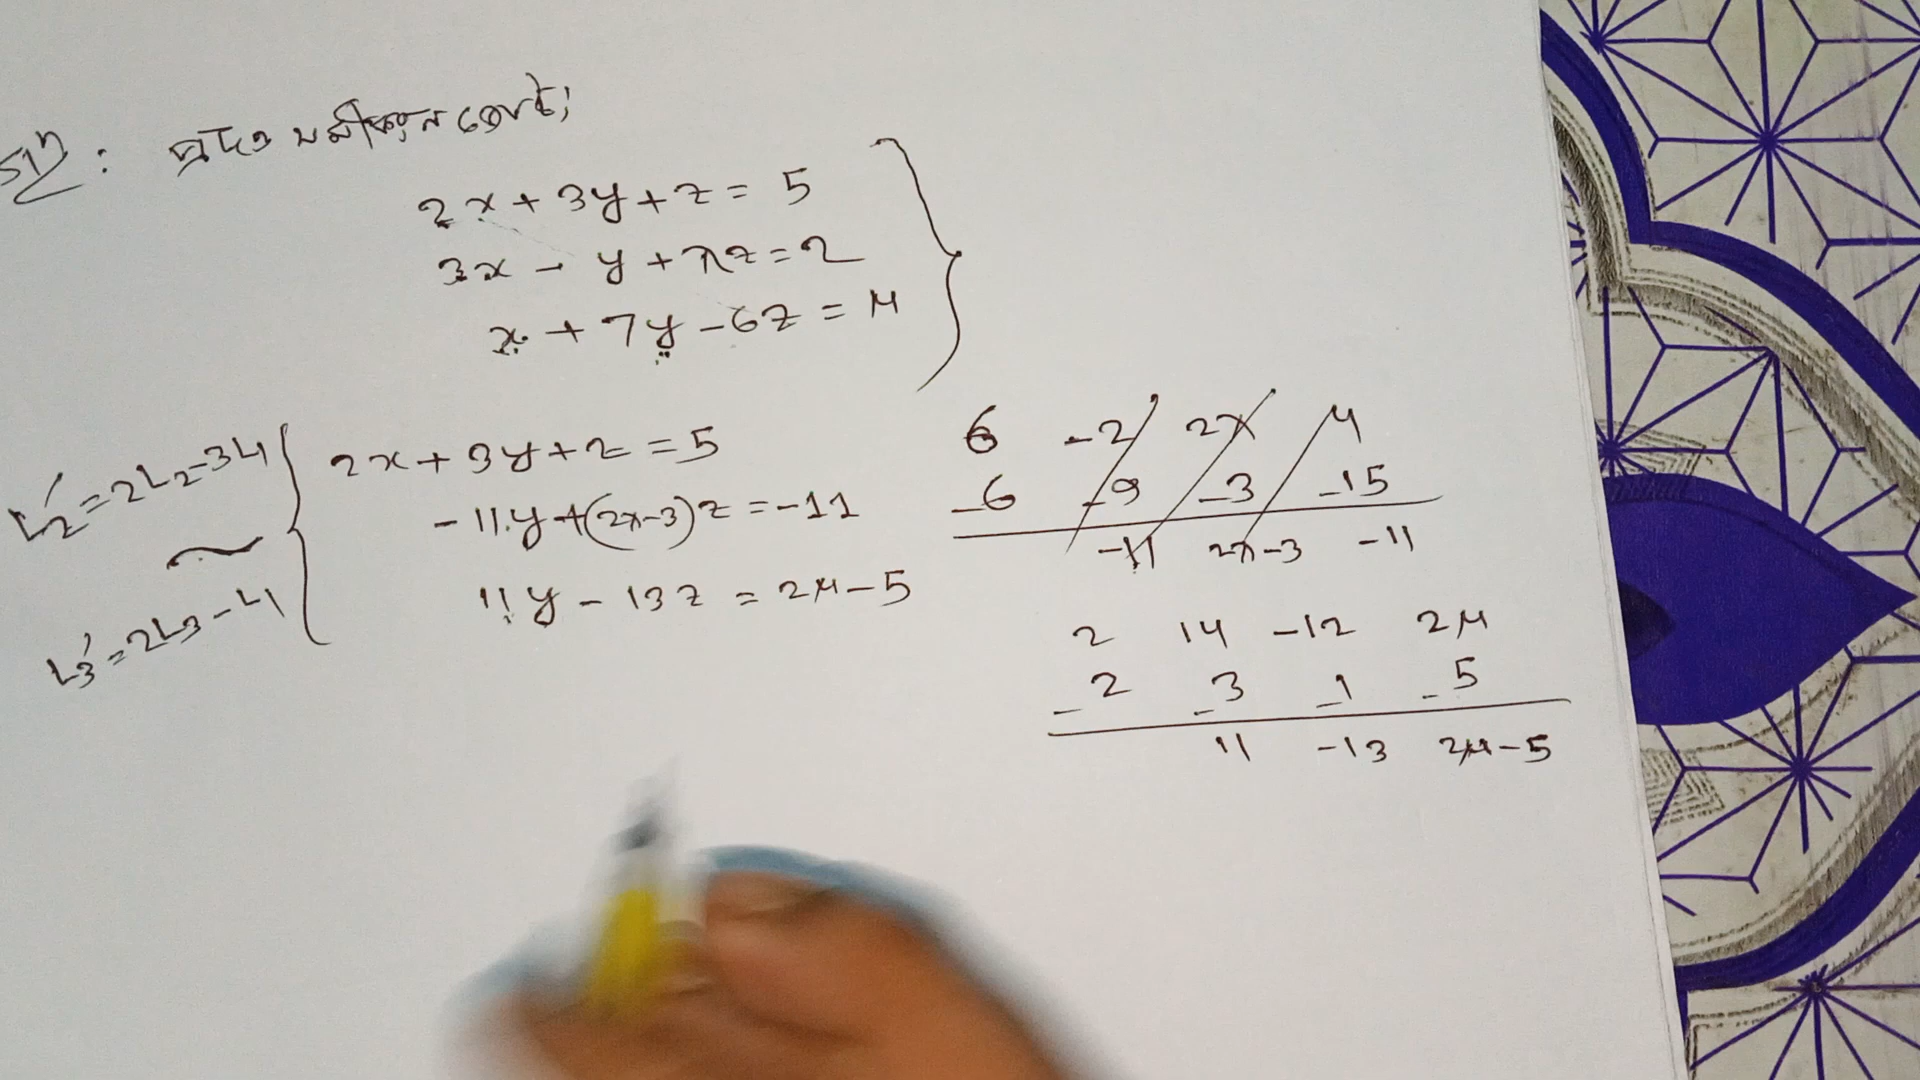 প্রদত্ত সমীকরণ জোট;
2x + 3y + z = 5
3x - y + λz = 2
x + 7y - 6z = μ
L₂' = 2L₂ - 3L₁
L₃' = 2L₃ - L₁
2x + 3y + z = 5
-11y + (2λ-3)z = -11
11y - 13z = 2μ - 5
6 -2 2λ 4
-6 -9 -3 -15
-11 2λ-3 -11
2 14 -12 2μ
-2 -3 -1 -5
11 -13 2μ-5